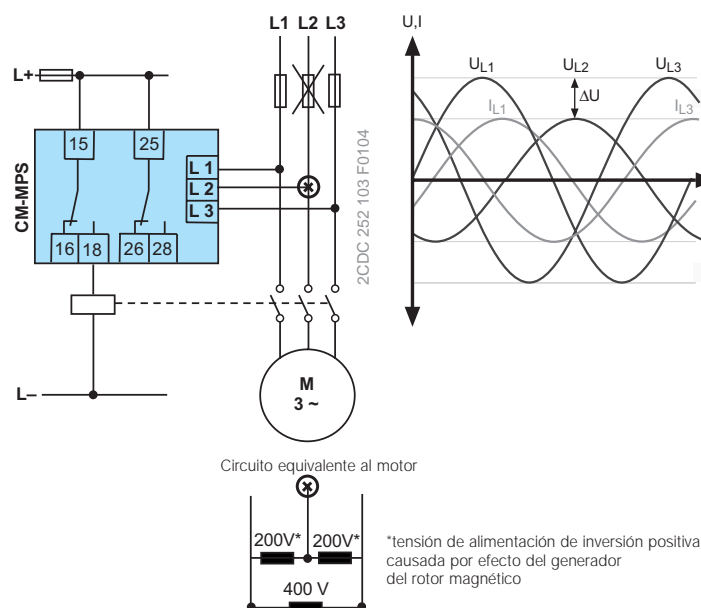 L1 L2 L3
L+
15 25
CM-MPS
L 1
L 2
L 3
16 18 26 28
2CDC 252 103 F0104
L–
M
3 ~
U,I
UL1 UL2 UL3
ΔU
IL1 IL3
Circuito equivalente al motor
200V* 200V*
400 V
*tensión de alimentación de inversión positiva
causada por efecto del generador
del rotor magnético